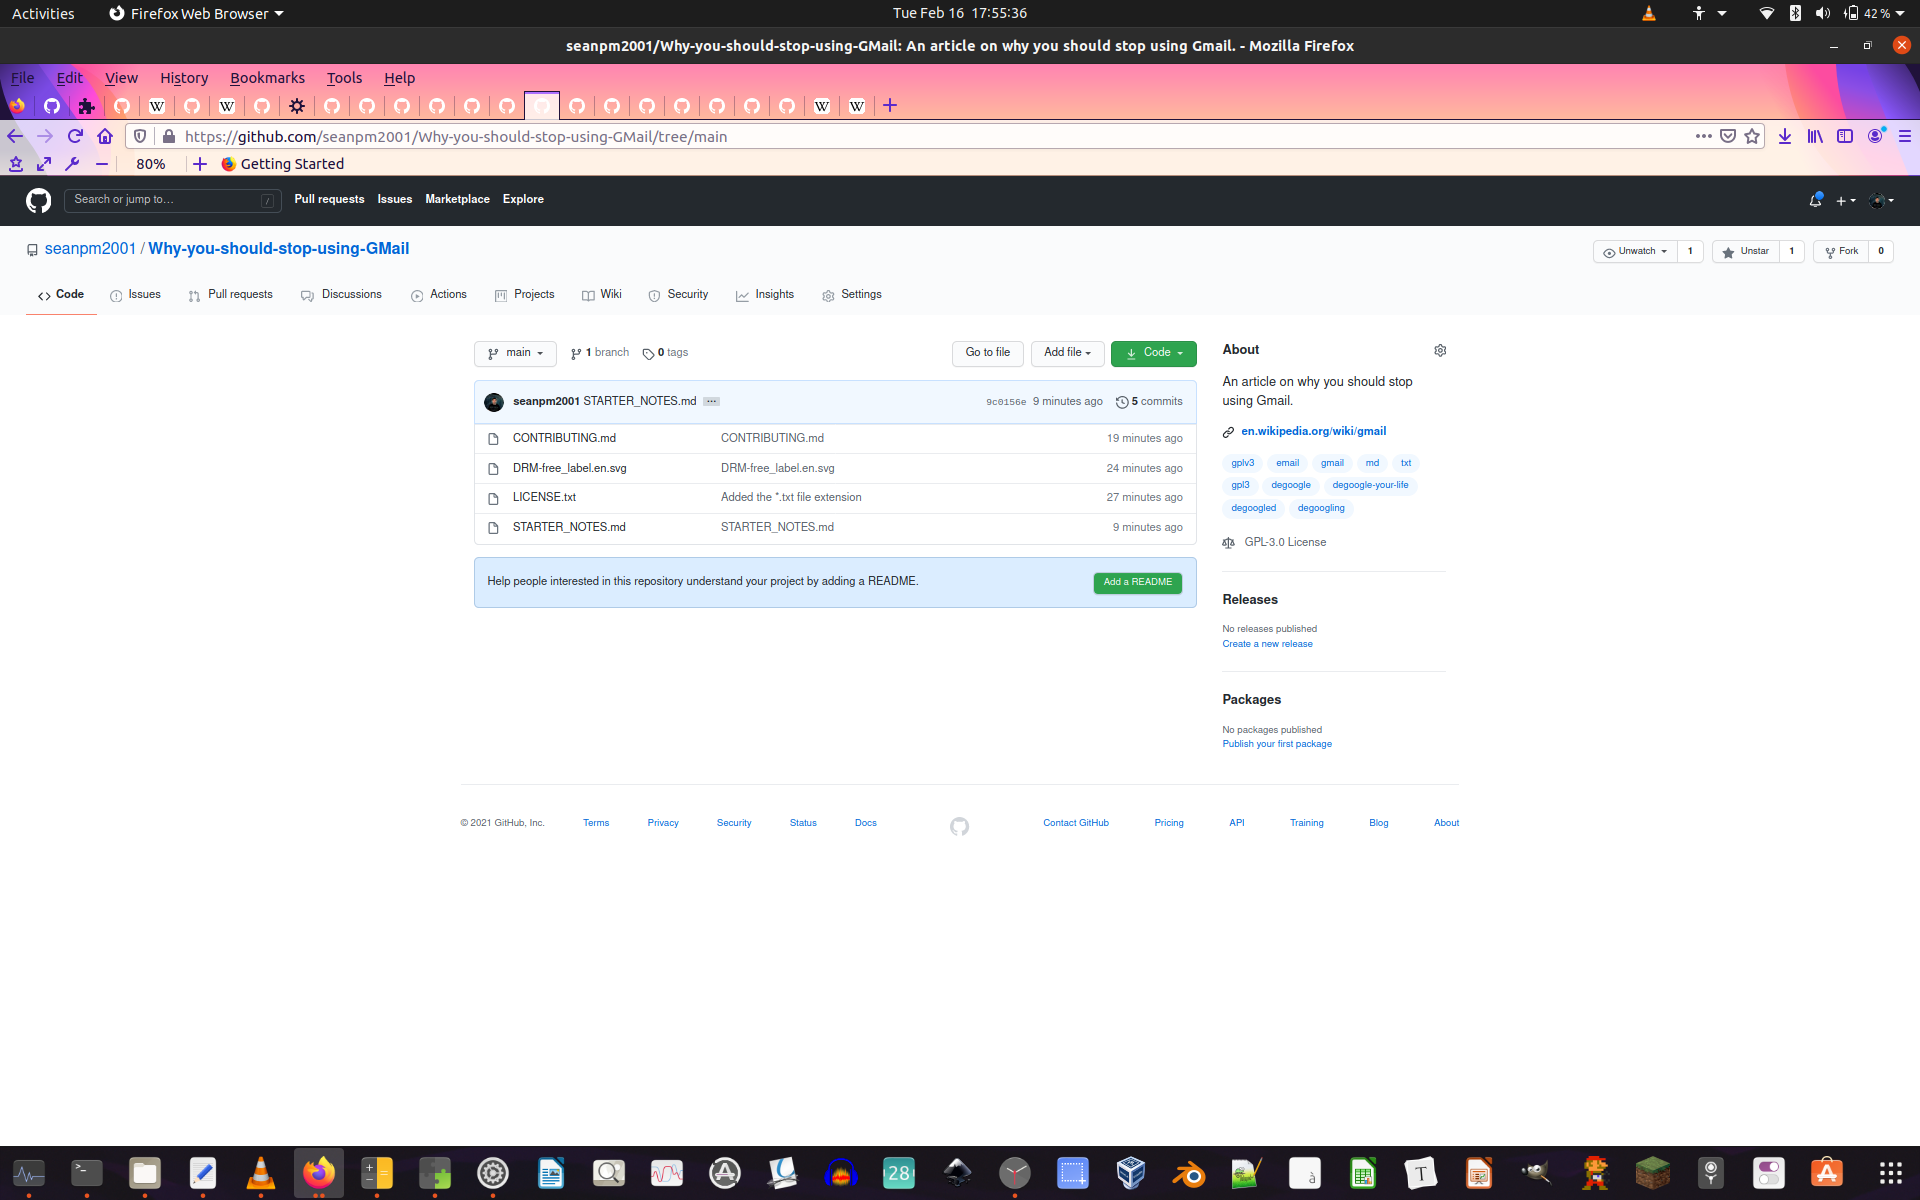 Activities Firefox Web Browser Tue Feb 16 17:55:36 42 %
seanpm2001/Why-you-should-stop-using-GMail: An article on why you should stop using Gmail. - Mozilla Firefox
File Edit View History Bookmarks Tools Help
https://github.com/seanpm2001/Why-you-should-stop-using-GMail/tree/main
80% Getting Started
Search or jump to… / Pull requests Issues Marketplace Explore
seanpm2001 / Why-you-should-stop-using-GMail Unwatch 1 Unstar 1 Fork 0
Code Issues Pull requests Discussions Actions Projects Wiki Security Insights Settings
main 1 branch 0 tags Go to file Add file Code
seanpm2001 STARTER_NOTES.md ... 9c0156e 9 minutes ago 5 commits
CONTRIBUTING.md CONTRIBUTING.md 19 minutes ago
DRM-free_label.en.svg DRM-free_label.en.svg 24 minutes ago
LICENSE.txt Added the *.txt file extension 27 minutes ago
STARTER_NOTES.md STARTER_NOTES.md 9 minutes ago
Help people interested in this repository understand your project by adding a README. Add a README
About
An article on why you should stop
using Gmail.
en.wikipedia.org/wiki/gmail
gplv3 email gmail md txt
gpl3 degoogle degoogle-your-life
degoogled degoogling
GPL-3.0 License
Releases
No releases published
Create a new release
Packages
No packages published
Publish your first package
© 2021 GitHub, Inc. Terms Privacy Security Status Docs Contact GitHub Pricing API Training Blog About
28